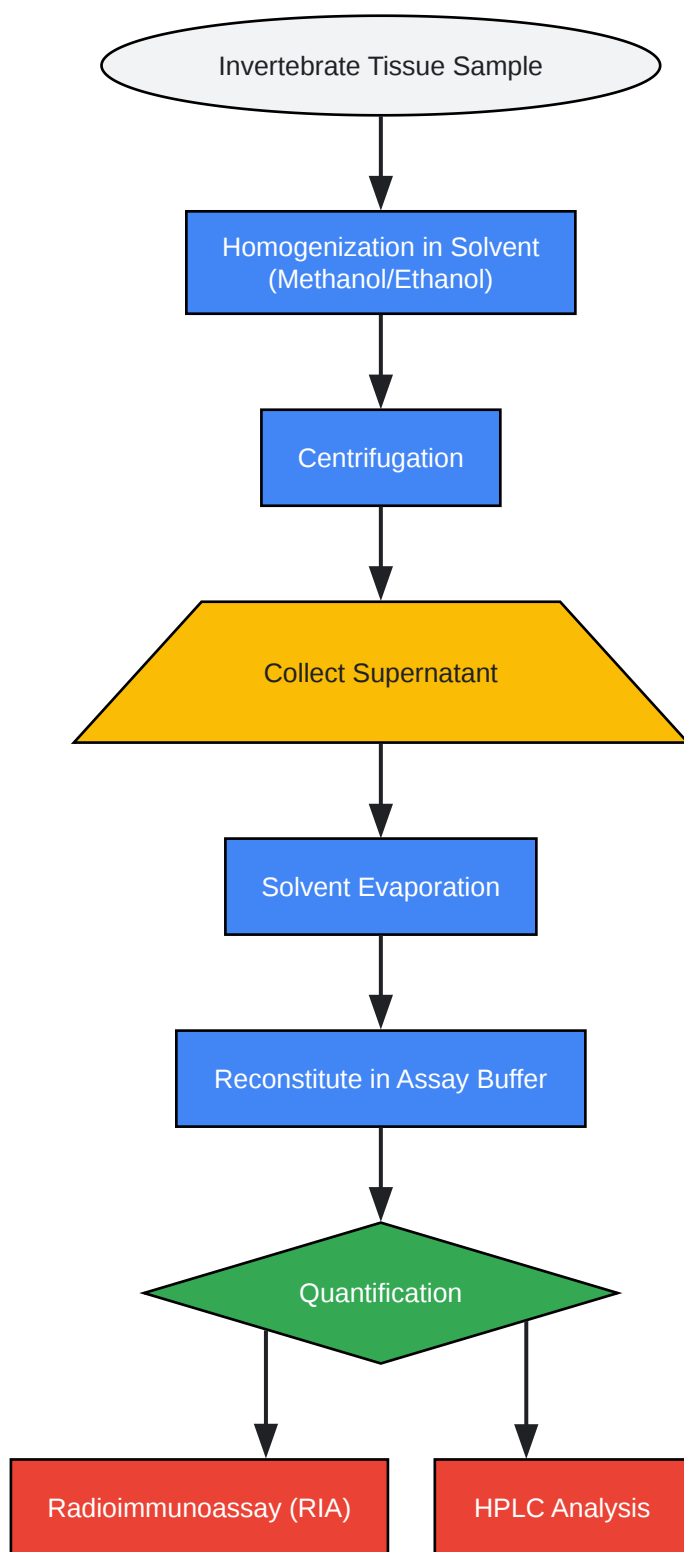 Invertebrate Tissue Sample
Homogenization in Solvent
(Methanol/Ethanol)
Centrifugation
Collect Supernatant
Solvent Evaporation
Reconstitute in Assay Buffer
Quantification
Radioimmunoassay (RIA)
HPLC Analysis